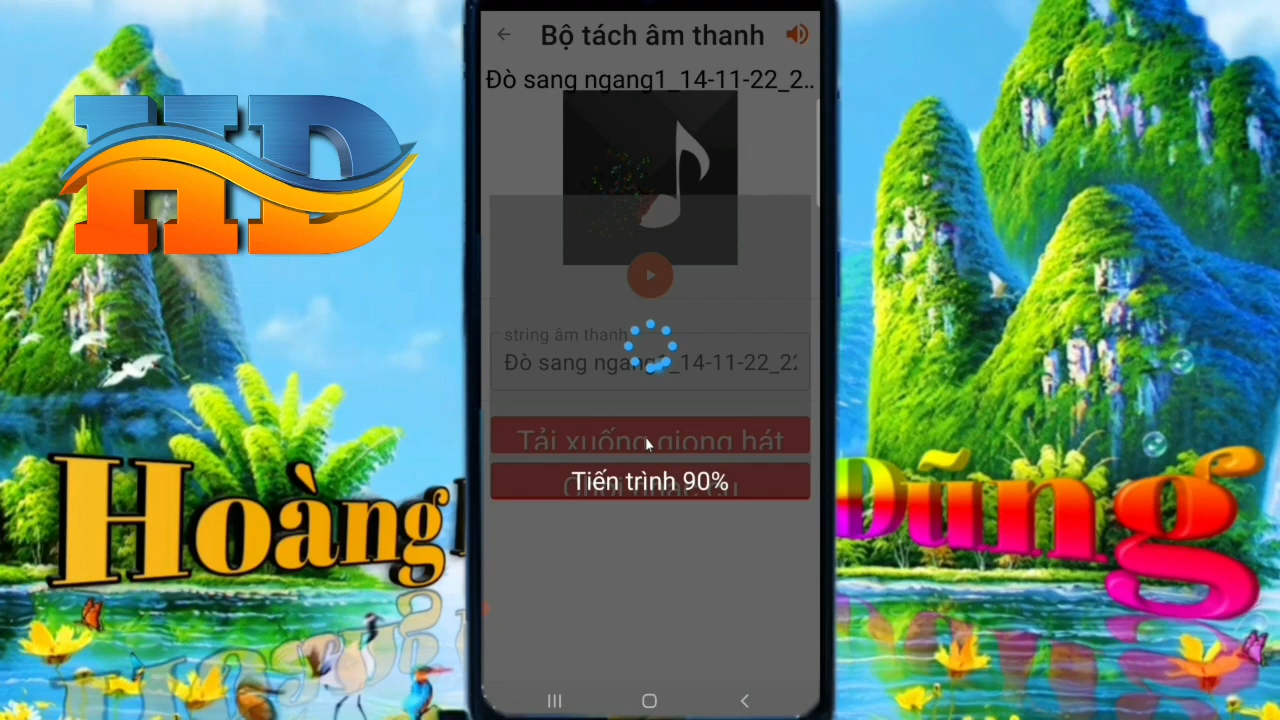 HD
Bộ tách âm thanh
Đò sang ngang1_14-11-22_2..
string âm thanh
Đò sang ngang1_14-11-22_22
Tải xuống giọng hát
Tiến trình 90%
Hoàng
Dũng